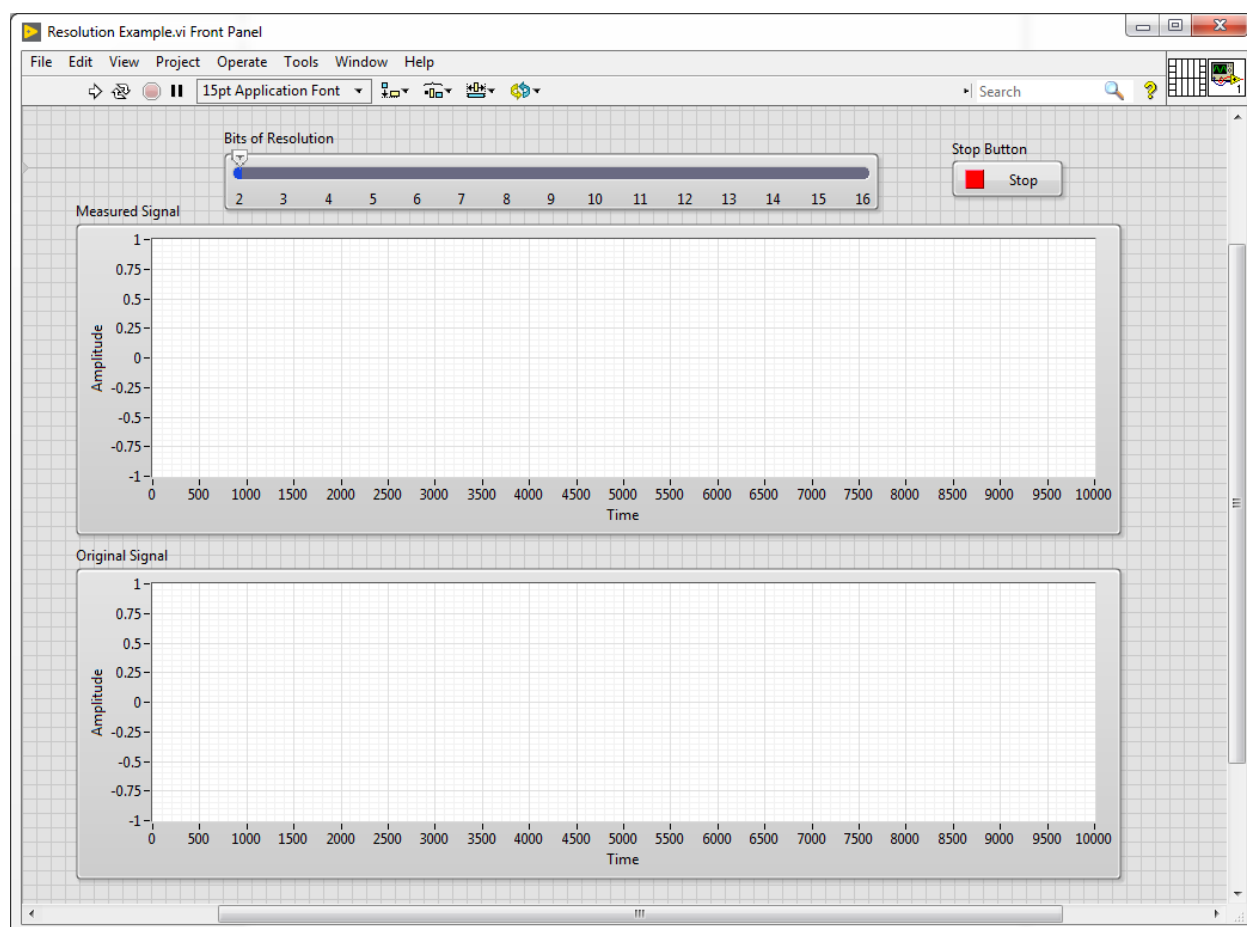 Resolution Example.vi Front Panel
File Edit View Project Operate Tools Window Help
15pt Application Font Search
1
Bits of Resolution
Stop Button
Stop
2 3 4 5 6 7 8 9 10 11 12 13 14 15 16
Measured Signal
1
0.75
0.5
0.25
0
-0.25
-0.5
-0.75
-1
Amplitude
0 500 1000 1500 2000 2500 3000 3500 4000 4500 5000 5500 6000 6500 7000 7500 8000 8500 9000 9500 10000
Time
Original Signal
1
0.75
0.5
0.25
0
-0.25
-0.5
-0.75
-1
Amplitude
0 500 1000 1500 2000 2500 3000 3500 4000 4500 5000 5500 6000 6500 7000 7500 8000 8500 9000 9500 10000
Time